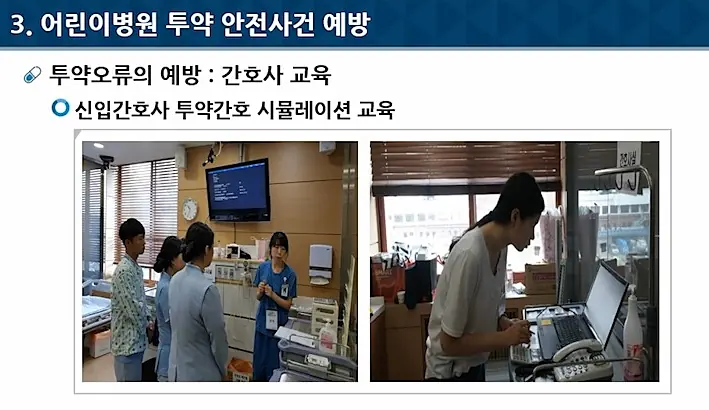 3. 어린이병원 투약 안전사건 예방
투약오류의 예방 : 간호사 교육
신입간호사 투약간호 시뮬레이션 교육